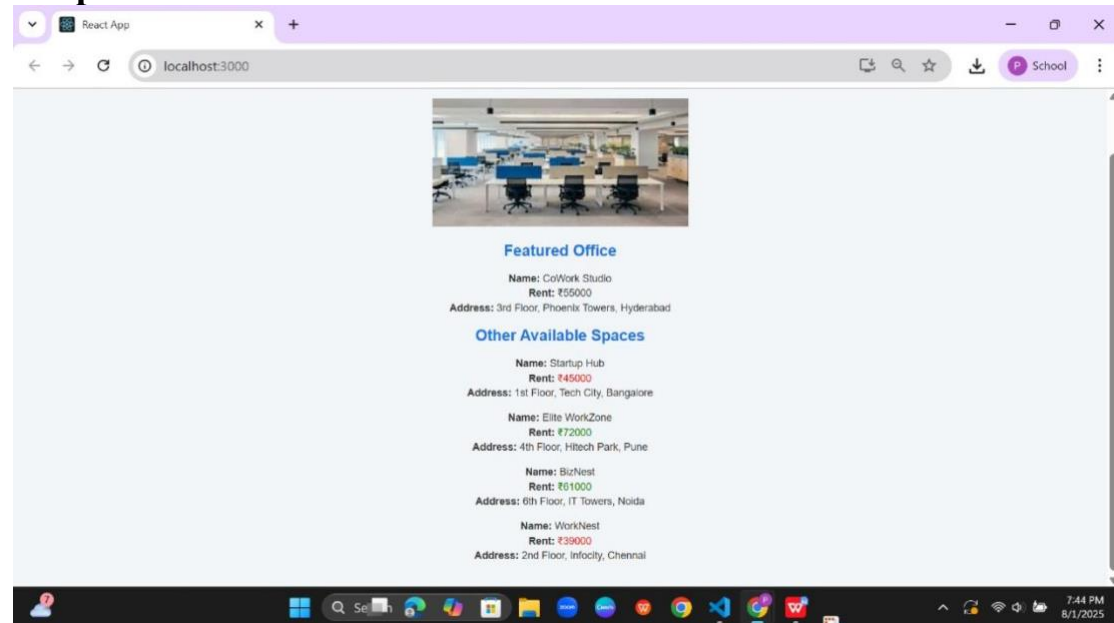 React App
localhost:3000
School
Featured Office
Name: CoWork Studio
Rent: ₹55000
Address: 3rd Floor, Phoenix Towers, Hyderabad
Other Available Spaces
Name: Startup Hub
Rent: ₹45000
Address: 1st Floor, Tech City, Bangalore
Name: Elite WorkZone
Rent: ₹72000
Address: 4th Floor, Hitech Park, Pune
Name: BizNest
Rent: ₹61000
Address: 6th Floor, IT Towers, Noida
Name: WorkNest
Rent: ₹39000
Address: 2nd Floor, Infocity, Chennai
7:44 PM
8/1/2025